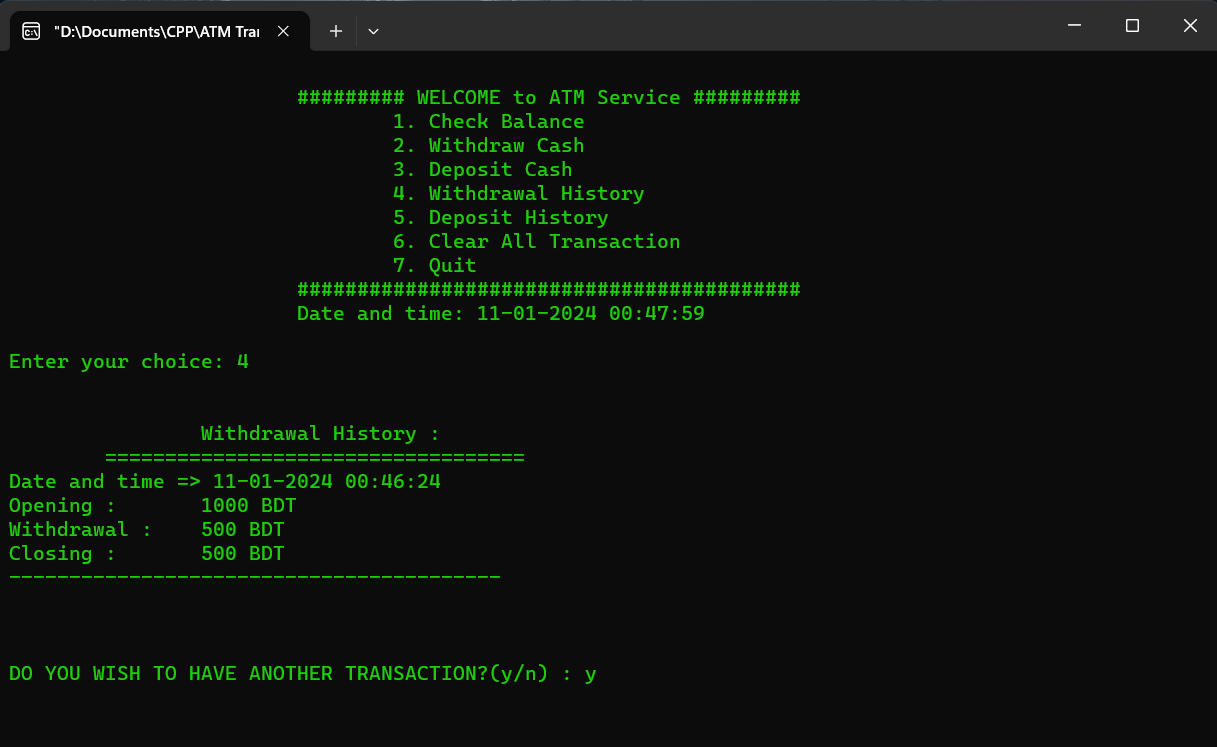 "D:\Documents\CPP\ATM Tra
######### WELCOME to ATM Service #########
1. Check Balance
2. Withdraw Cash
3. Deposit Cash
4. Withdrawal History
5. Deposit History
6. Clear All Transaction
7. Quit
##########################################
Date and time: 11-01-2024 00:47:59
Enter your choice: 4
Withdrawal History :
===================================
Date and time => 11-01-2024 00:46:24
Opening : 1000 BDT
Withdrawal : 500 BDT
Closing : 500 BDT
-----------------------------------------
DO YOU WISH TO HAVE ANOTHER TRANSACTION?(y/n) : y